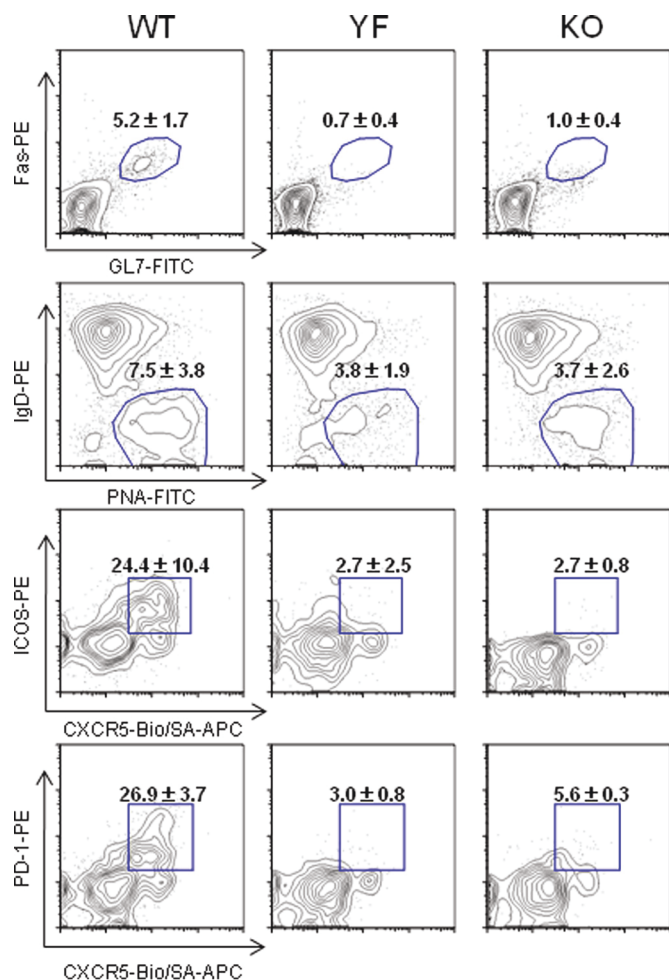 WT YF KO
Fas-PE
5.2 ± 1.7 0.7 ± 0.4 1.0 ± 0.4
GL7-FITC
IgD-PE
7.5 ± 3.8 3.8 ± 1.9 3.7 ± 2.6
PNA-FITC
ICOS-PE
24.4 ± 10.4 2.7 ± 2.5 2.7 ± 0.8
CXCR5-Bio/SA-APC
PD-1-PE
26.9 ± 3.7 3.0 ± 0.8 5.6 ± 0.3
CXCR5-Bio/SA-APC